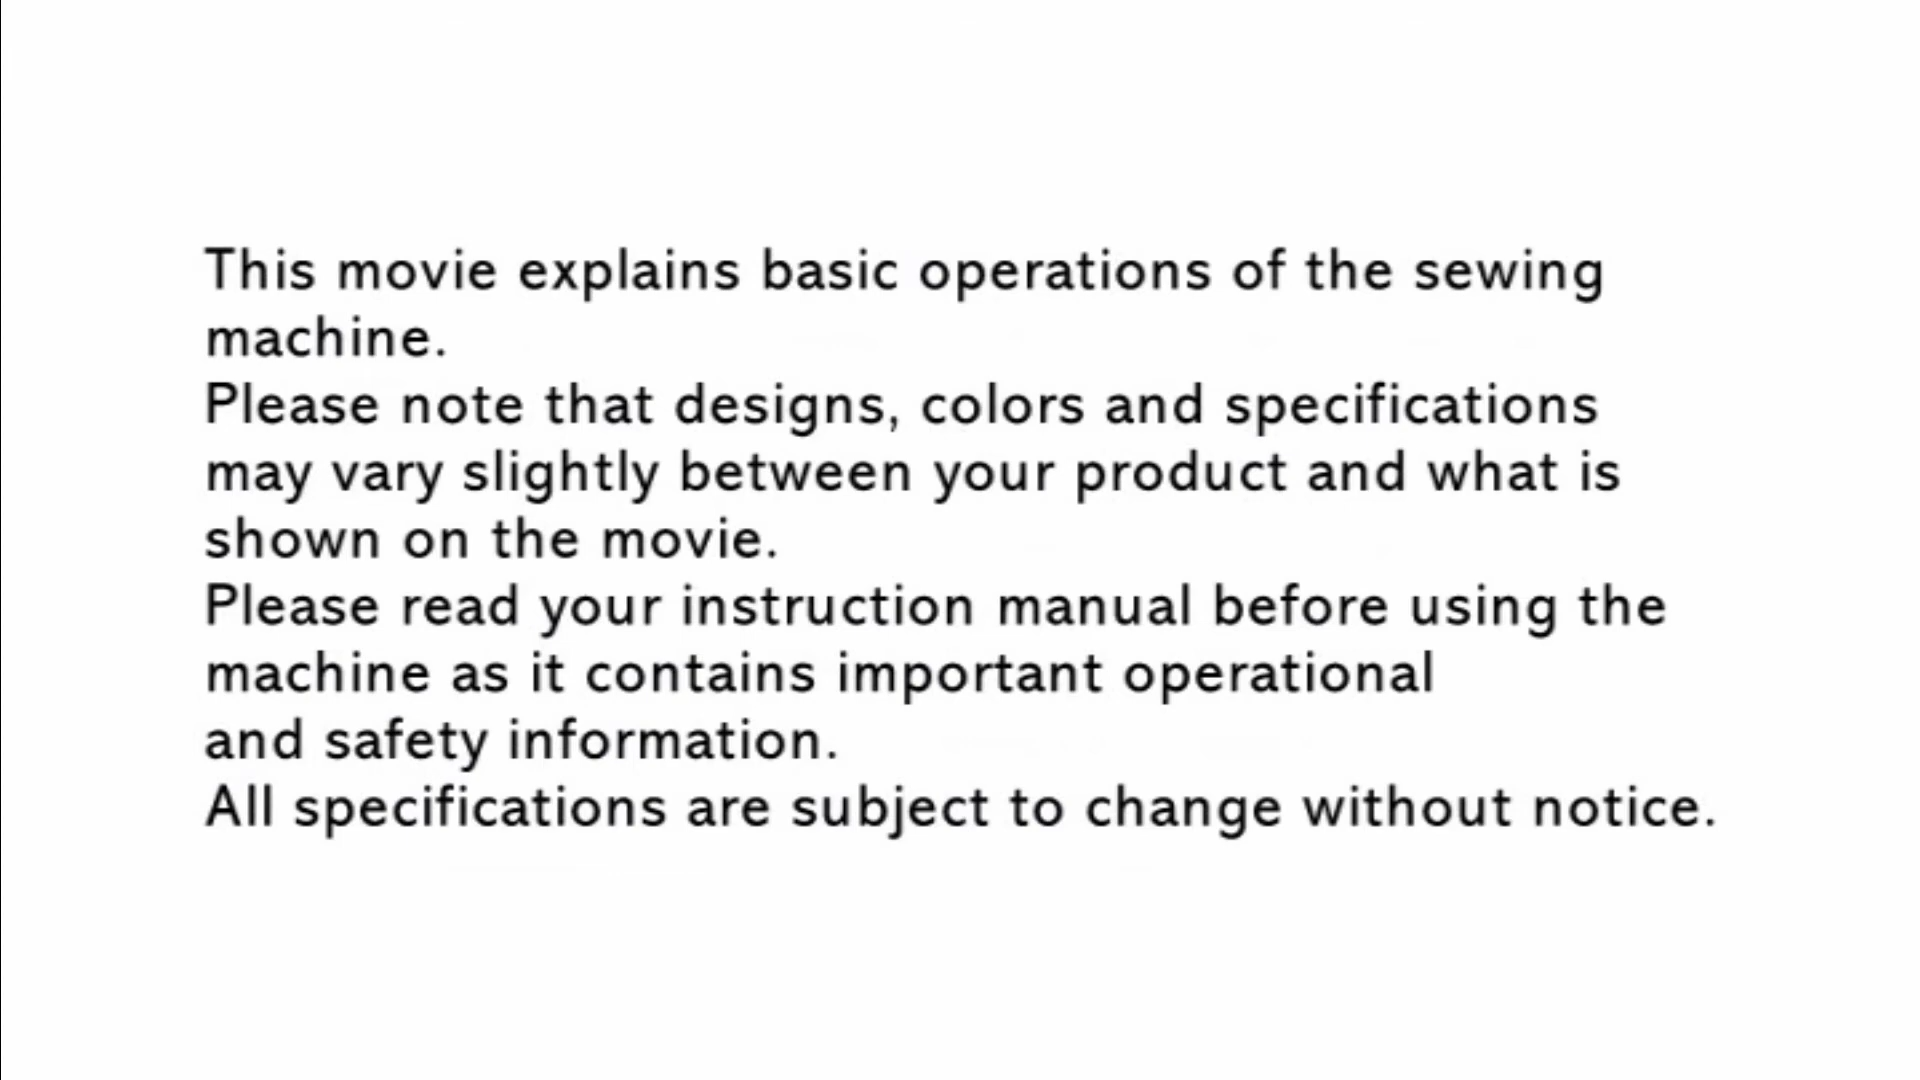 This movie explains basic operations of the sewing
machine.
Please note that designs, colors and specifications
may vary slightly between your product and what is
shown on the movie.
Please read your instruction manual before using the
machine as it contains important operational
and safety information.
All specifications are subject to change without notice.